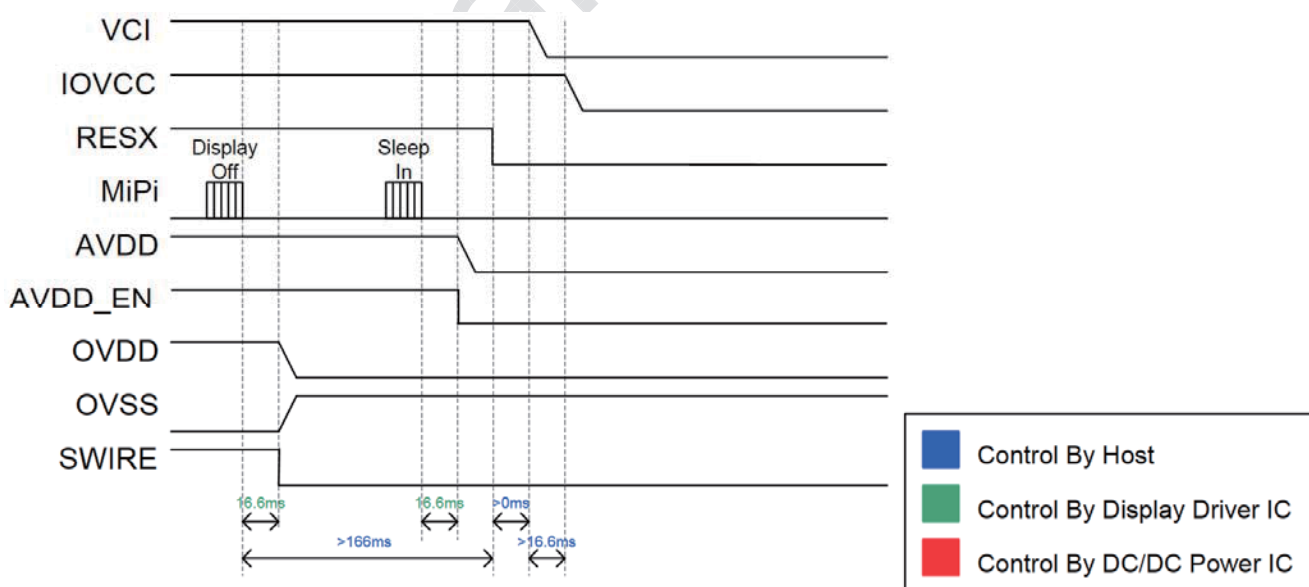 VCI
IOVCC
RESX
Display
Off
Sleep
In
MiPi
AVDD
AVDD_EN
OVDD
OVSS
SWIRE
16.6ms
16.6ms
>0ms
>166ms
>16.6ms
Control By Host
Control By Display Driver IC
Control By DC/DC Power IC